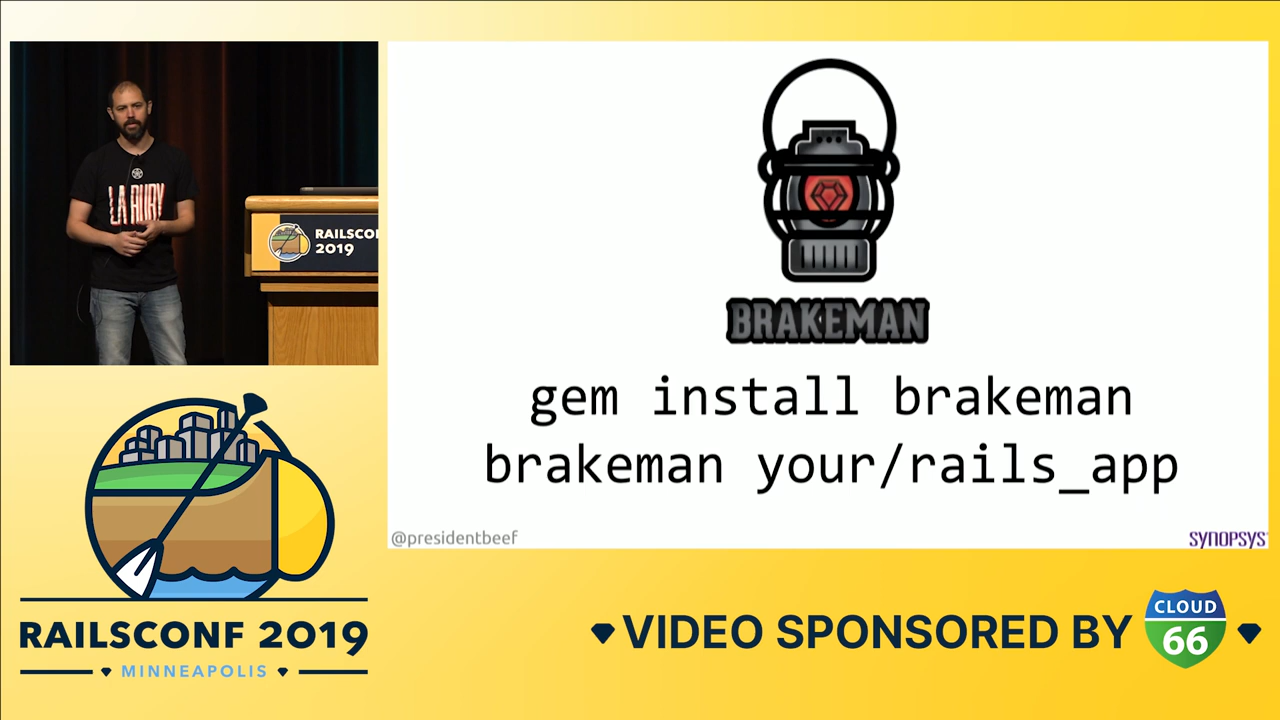 LA RUBY
RAILSCON
2019
BRAKEMAN
gem install brakeman
brakeman your/rails_app
@presidentbeef
SYNOPSYS
RAILSCONF 2019
MINNEAPOLIS
VIDEO SPONSORED BY
CLOUD
66